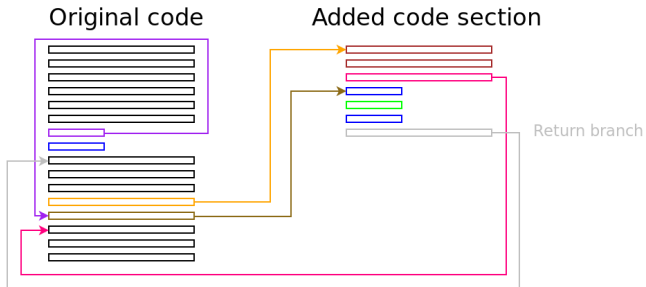 Original code
Added code section
Return branch